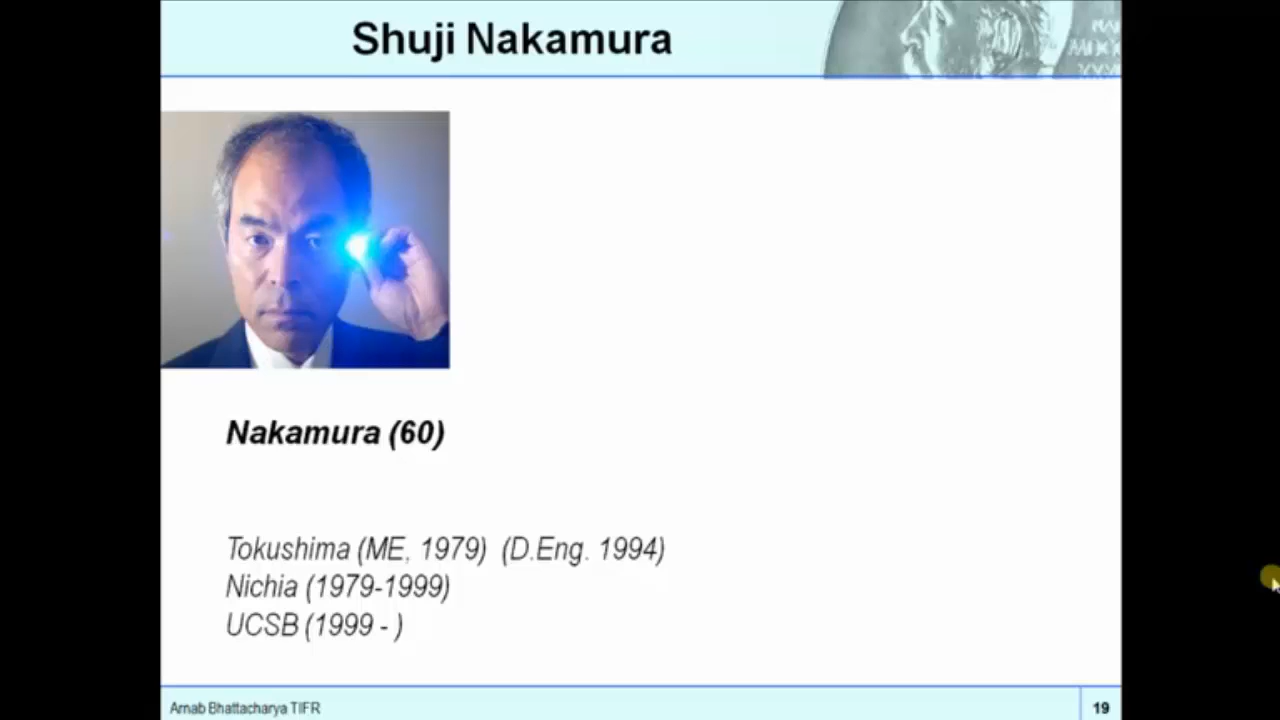 Shuji Nakamura
Nakamura (60)
Tokushima (ME, 1979) (D.Eng. 1994)
Nichia (1979-1999)
UCSB (1999 - )
Arnab Bhattacharya TIFR
19